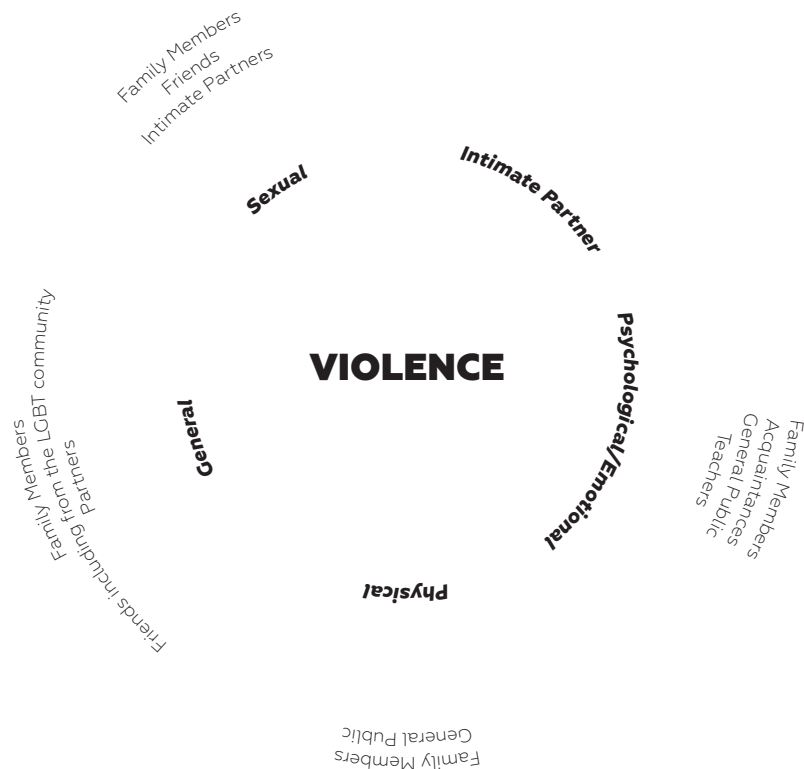 VIOLENCE
Sexual
Family Members
Friends
Intimate Partners
Intimate Partner
Psychological/Emotional
Family Members
Acquaintances
General Public
Teachers
Physical
Family Members
General Public
General
Family Members
Friends including from the LGBT community
Partners